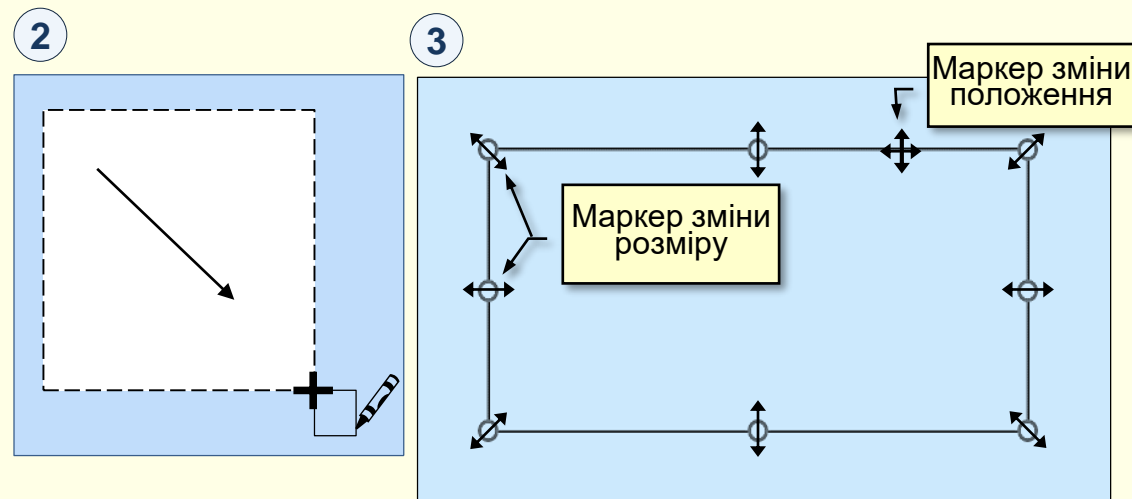 2
3
Маркер зміни
положення
Маркер зміни
розміру